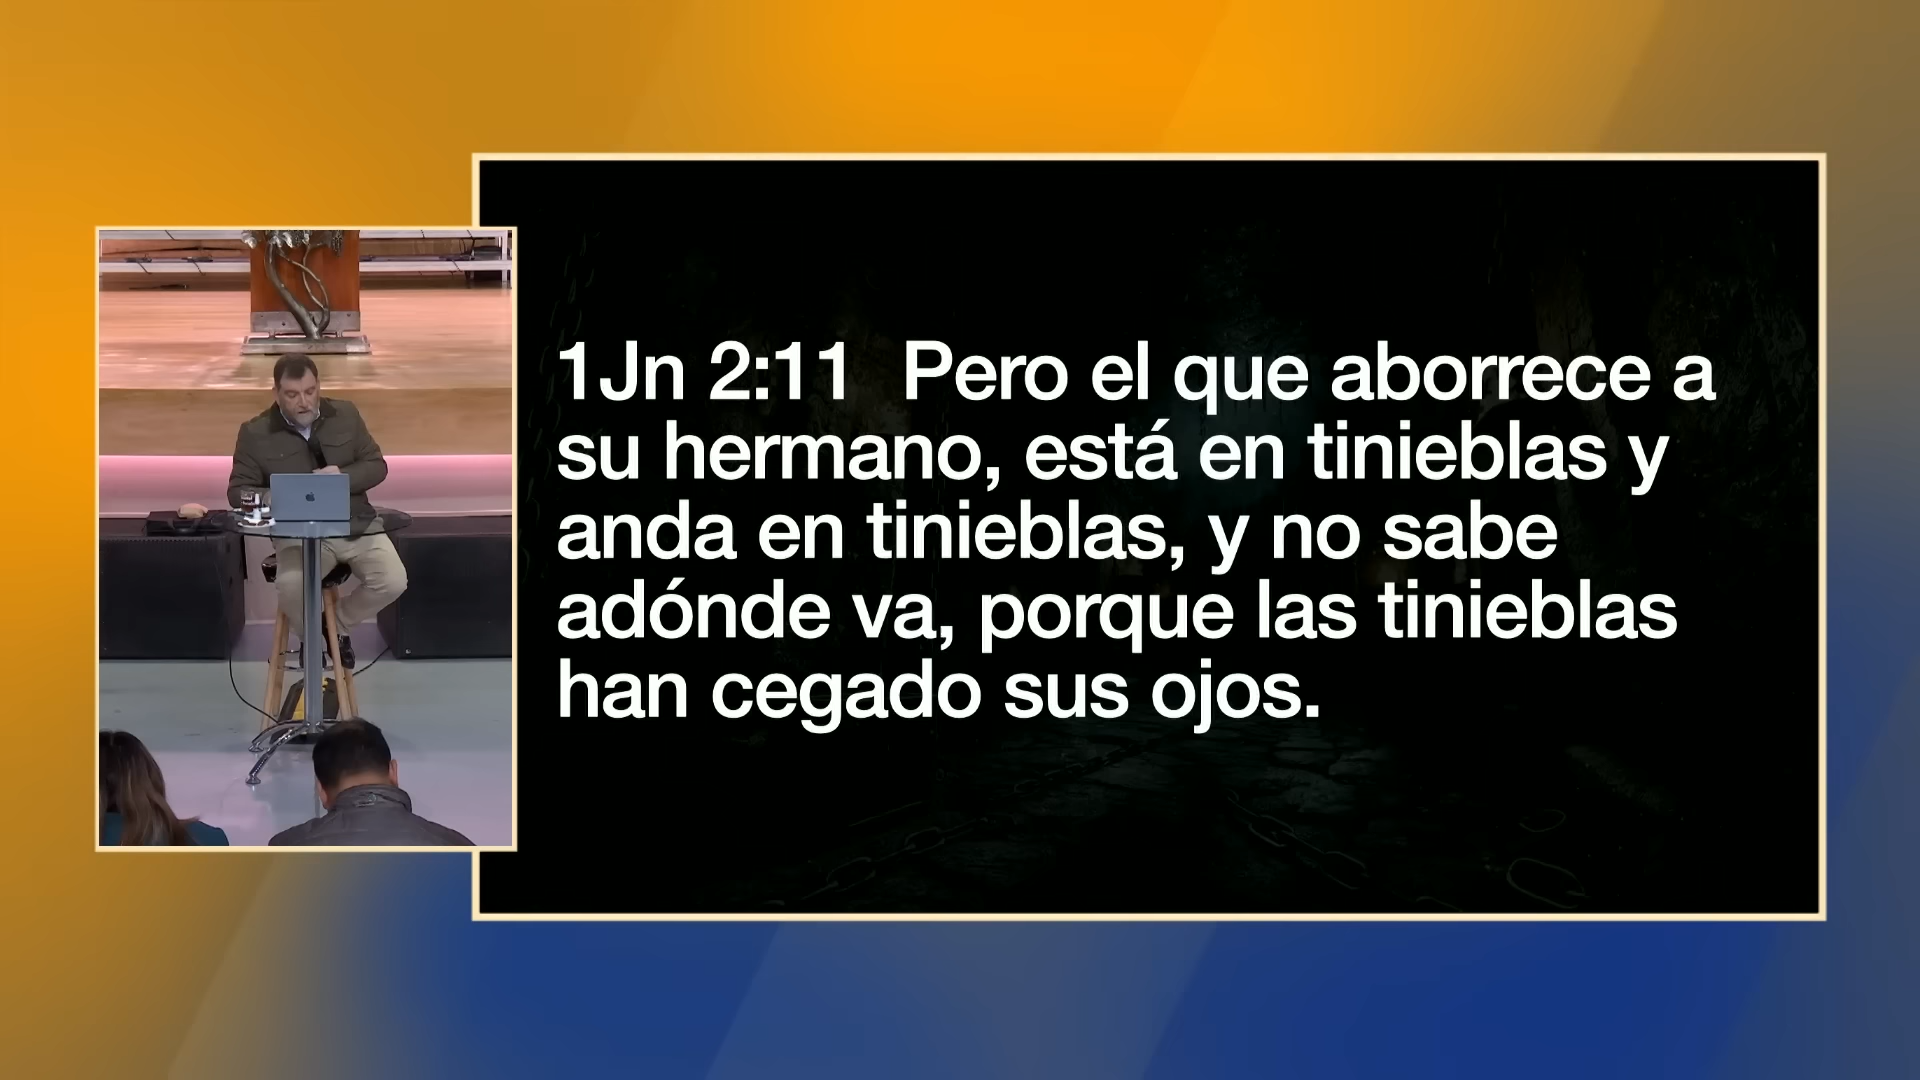 1Jn 2:11  Pero el que aborrece a
su hermano, está en tinieblas y
anda en tinieblas, y no sabe
adónde va, porque las tinieblas
han cegado sus ojos.